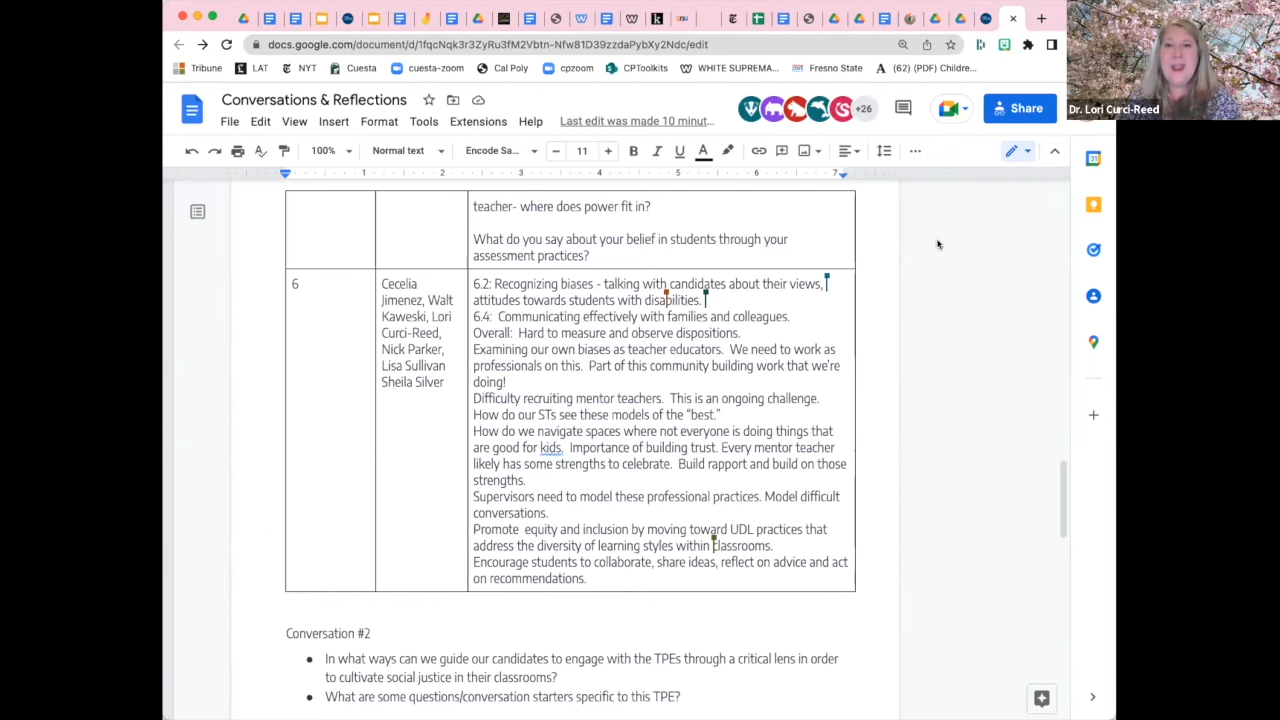 docs.google.com/document/d/1fqcNqk3r3ZyRu3fM2Vbtn-Nfw81D39zzdaPybXy2Ndc/edit
Tribune LAT NYT Cuesta cuesta-zoom Cal Poly cpzoom CPToolkits WHITE SUPREMA... Fresno State (62) (PDF) Childre...
Dr. Lori Curci-Reed
Conversations & Reflections
+26
Share
File Edit View Insert Format Tools Extensions Help Last edit was made 10 minut...
100% Normal text Encode Sa... 11
1 2 3 4 5 6 7
teacher- where does power fit in?
What do you say about your belief in students through your
assessment practices?
6
Cecelia
Jimenez, Walt
Kaweski, Lori
Curci-Reed,
Nick Parker,
Lisa Sullivan
Sheila Silver
6.2: Recognizing biases - talking with candidates about their views,
attitudes towards students with disabilities.
6.4: Communicating effectively with families and colleagues.
Overall: Hard to measure and observe dispositions.
Examining our own biases as teacher educators. We need to work as
professionals on this. Part of this community building work that we're
doing!
Difficulty recruiting mentor teachers. This is an ongoing challenge.
How do our STs see these models of the "best."
How do we navigate spaces where not everyone is doing things that
are good for kids. Importance of building trust. Every mentor teacher
likely has some strengths to celebrate. Build rapport and build on those
strengths.
Supervisors need to model these professional practices. Model difficult
conversations.
Promote equity and inclusion by moving toward UDL practices that
address the diversity of learning styles within classrooms.
Encourage students to collaborate, share ideas, reflect on advice and act
on recommendations.
Conversation #2
● In what ways can we guide our candidates to engage with the TPEs through a critical lens in order
to cultivate social justice in their classrooms?
● What are some questions/conversation starters specific to this TPE?